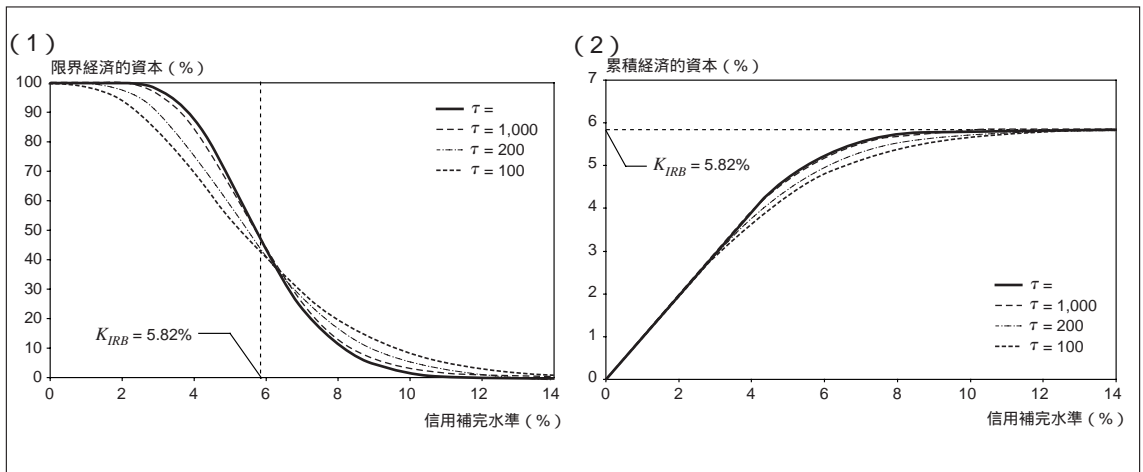 (1)
限界経済的資本(%)
100
90
80
70
60
50
40
30
20
10
0
τ =
τ = 1,000
τ = 200
τ = 100
K_IRB = 5.82%
0 2 4 6 8 10 12 14
信用補完水準(%)
(2)
累積経済的資本(%)
7
6
5
4
3
2
1
0
K_IRB = 5.82%
τ =
τ = 1,000
τ = 200
τ = 100
0 2 4 6 8 10 12 14
信用補完水準(%)